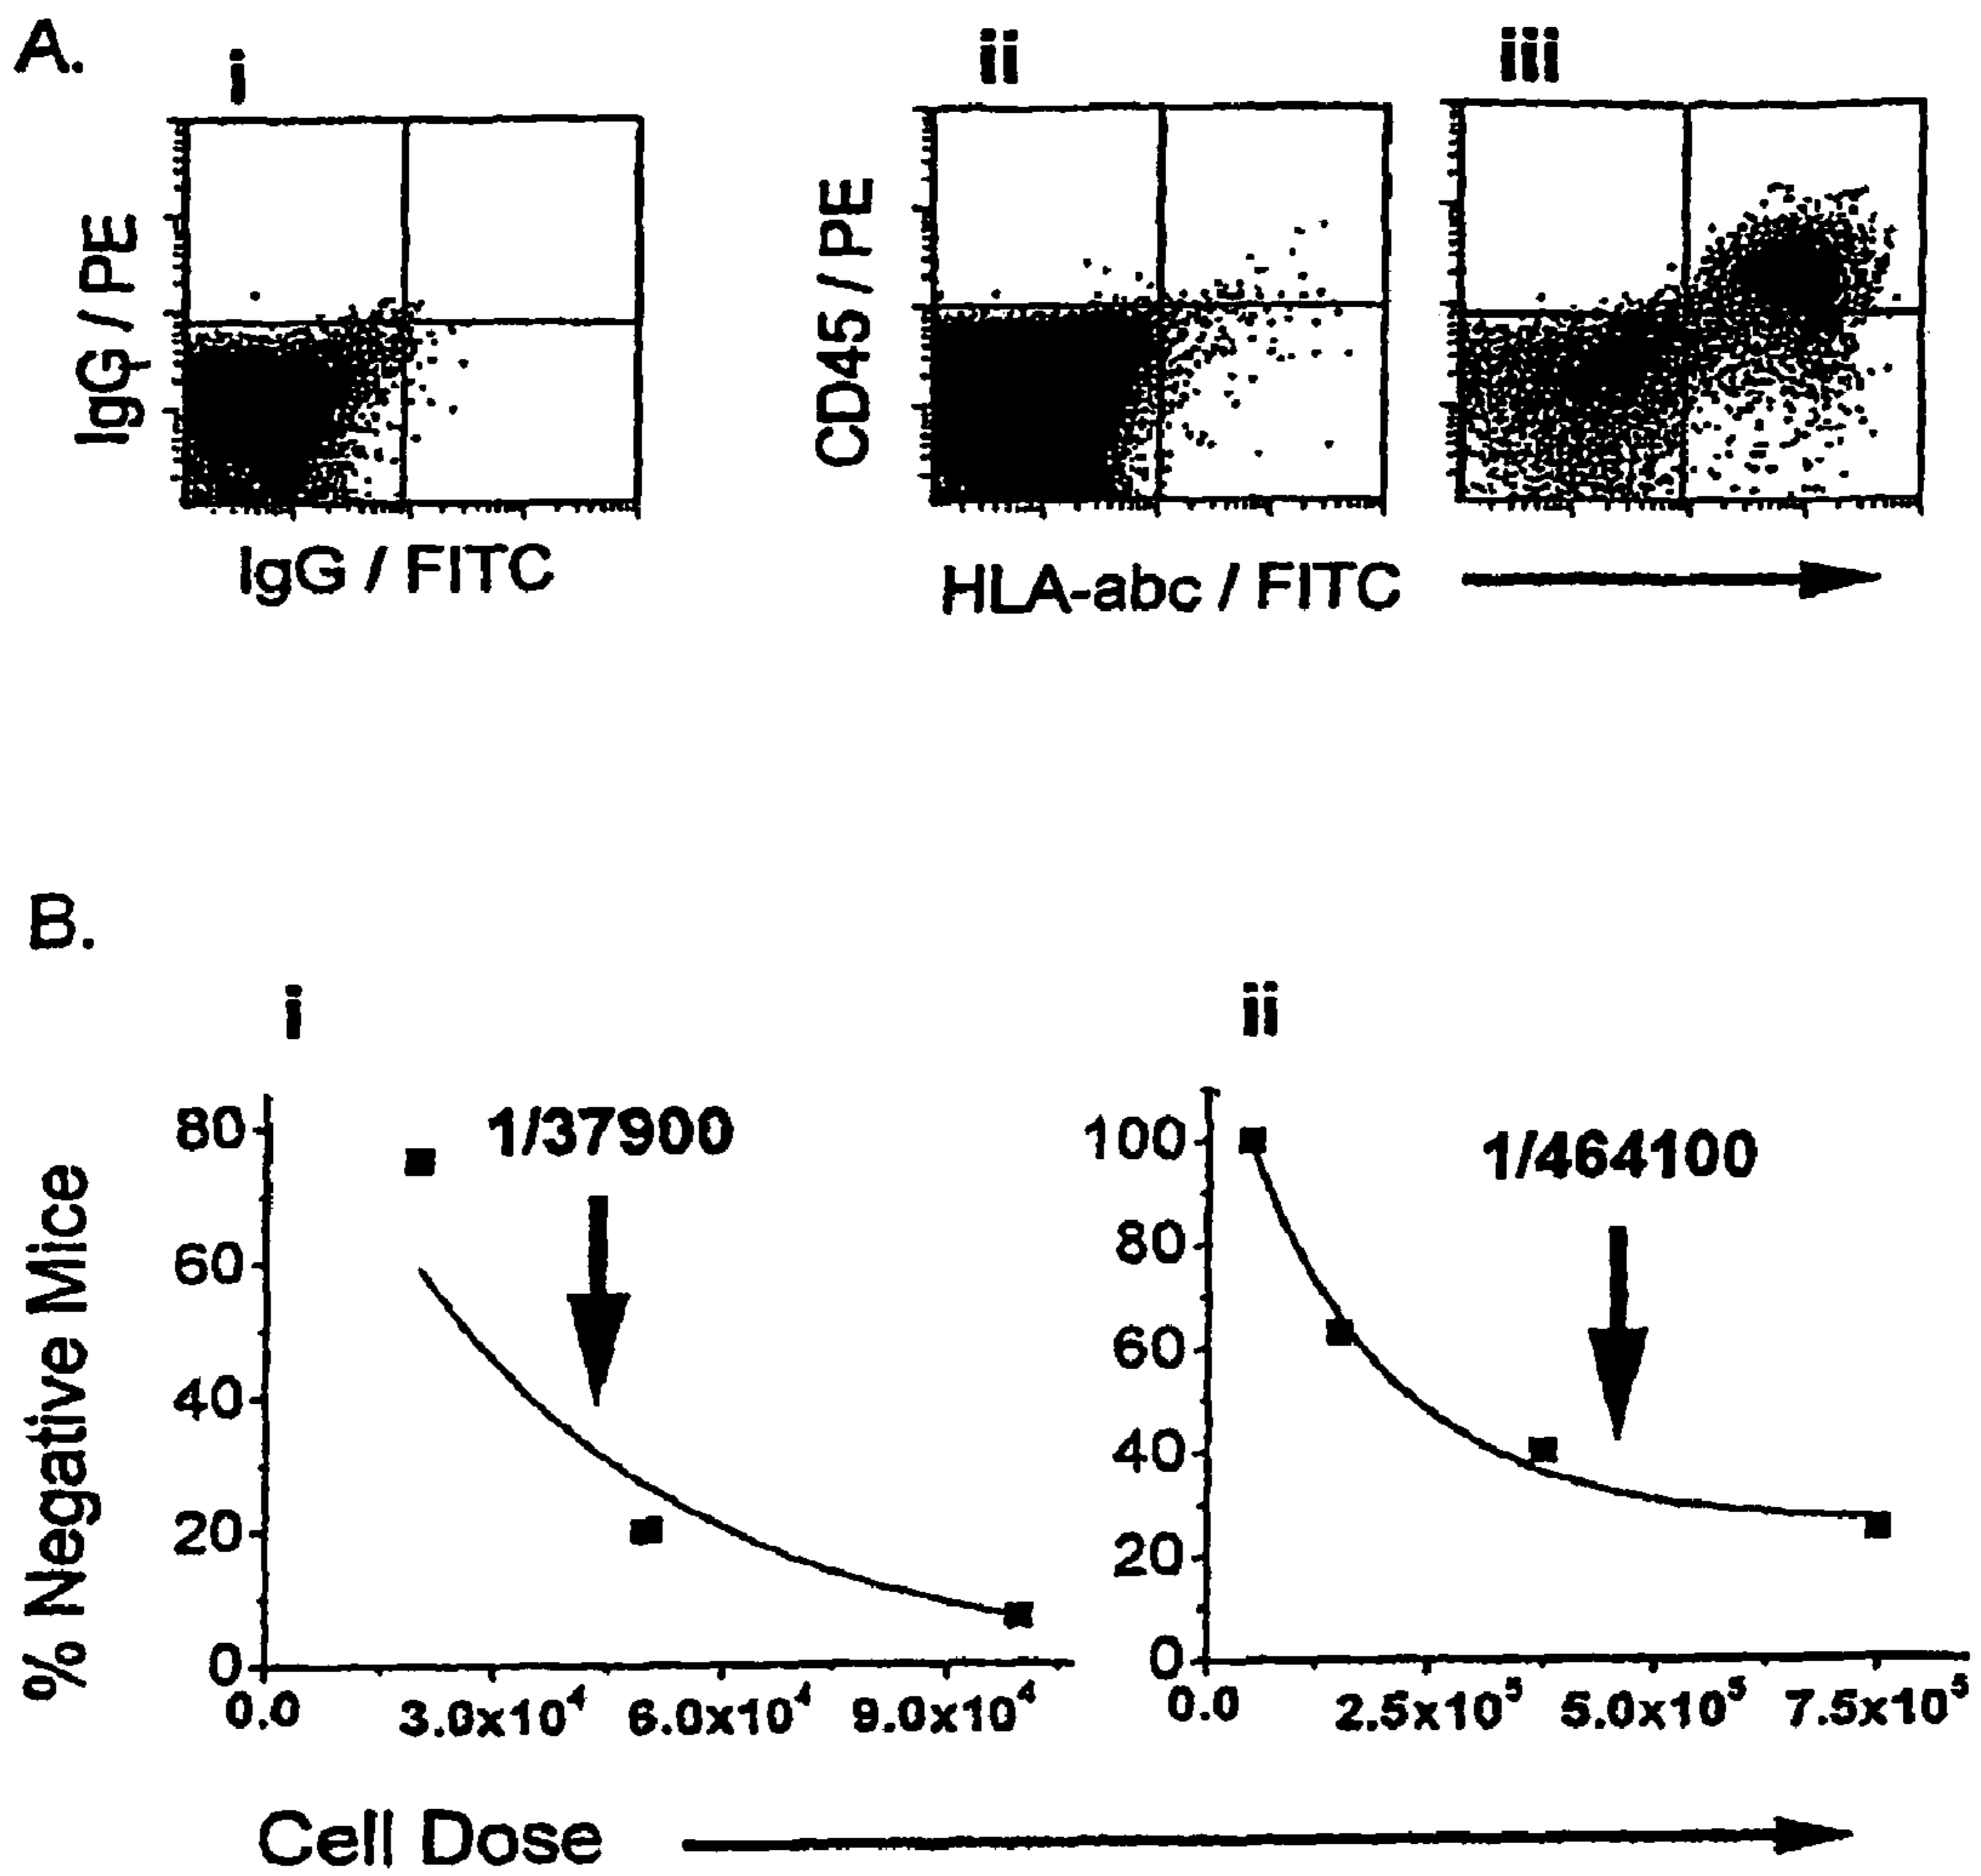 A.
i
ii
iii
IgG / PE
IgG / FITC
CD45 / PE
HLA-abc / FITC
B.
i
ii
% Negative Mice
80
60
40
20
0
1/37900
0.0
3.0x10⁴
6.0x10⁴
9.0x10⁴
100
80
60
40
20
0
1/464100
0.0
2.5x10⁵
5.0x10⁵
7.5x10⁵
Cell Dose